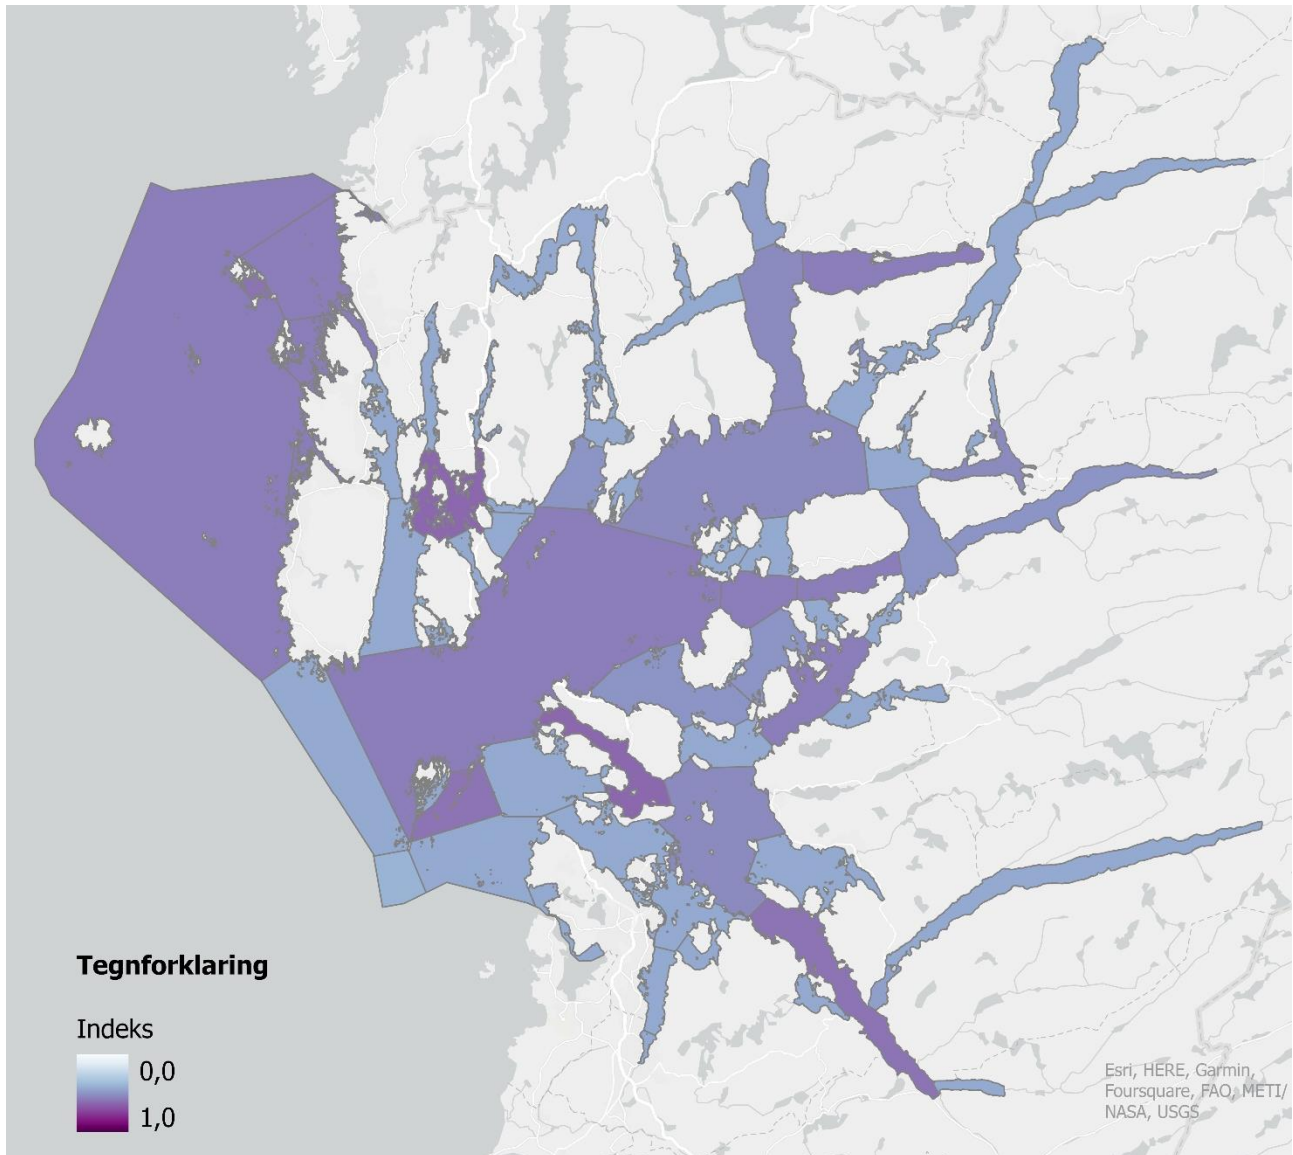 Tegnforklaring
Indeks
0,0
1,0
Esri, HERE, Garmin,
Foursquare, FAO, METI/
NASA, USGS